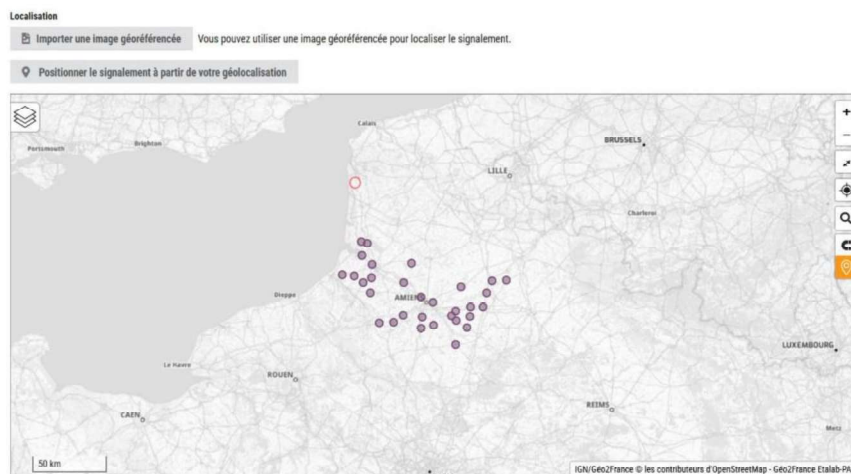 Localisation
Importer une image géoréférencée Vous pouvez utiliser une image géoréférencée pour localiser le signalement.
Positionner le signalement à partir de votre géolocalisation
Calais
BRUSSELS
Portsmouth
Brighton
LILLE
Charleroi
Dieppe
AMIENS
LUXEMBOURG
Le Havre
ROUEN
REIMS
CAEN
Metz
50 km
IGN/Géo2France © les contributeurs d'OpenStreetMap - Géo2France Etalab-PA